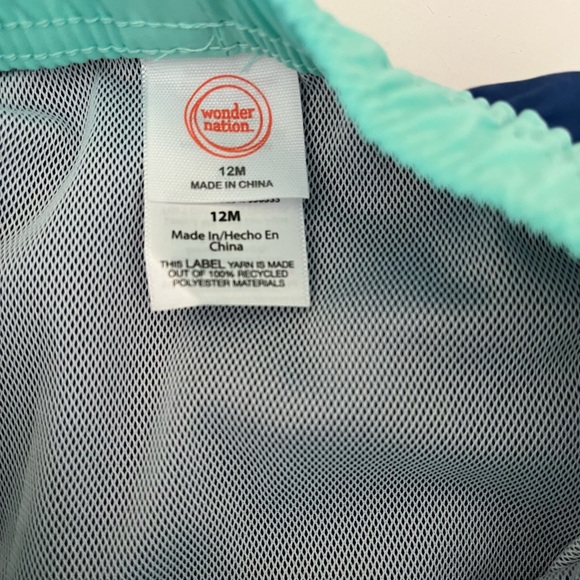 wonder
nation
12M
MADE IN CHINA
12M
Made In/Hecho En
China
THIS LABEL YARN IS MADE
OUT OF 100% RECYCLED
POLYESTER MATERIALS